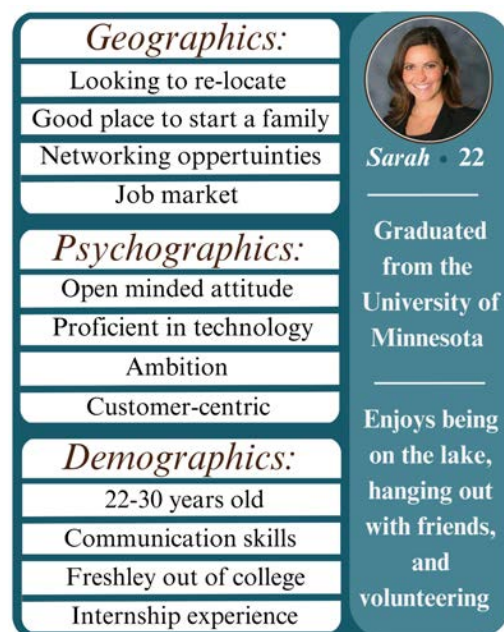 Geographics:
Looking to re-locate
Good place to start a family
Networking oppertuinties
Job market
Psychographics:
Open minded attitude
Proficient in technology
Ambition
Customer-centric
Demographics:
22-30 years old
Communication skills
Freshley out of college
Internship experience
Sarah • 22
Graduated
from the
University of
Minnesota
Enjoys being
on the lake,
hanging out
with friends,
and
volunteering